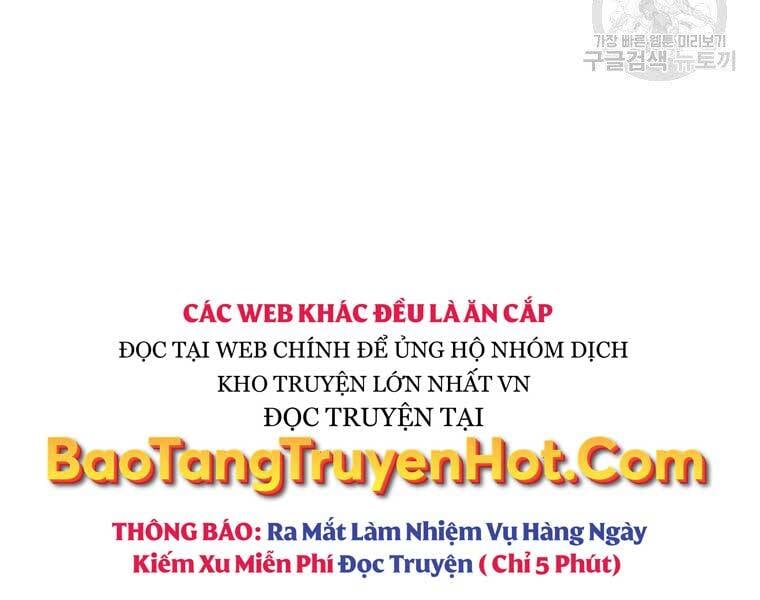 가장 빠른 웹툰 미리보기
구글검색 뉴토끼
CÁC WEB KHÁC ĐỀU LÀ ĂN CẮP
ĐỌC TẠI WEB CHÍNH ĐỂ ỦNG HỘ NHÓM DỊCH
KHO TRUYỆN LỚN NHẤT VN
ĐỌC TRUYỆN TẠI
BaoTangTruyenHot.Com
THÔNG BÁO: Ra Mắt Làm Nhiệm Vụ Hàng Ngày
Kiếm Xu Miễn Phí Đọc Truyện ( Chỉ 5 Phút)